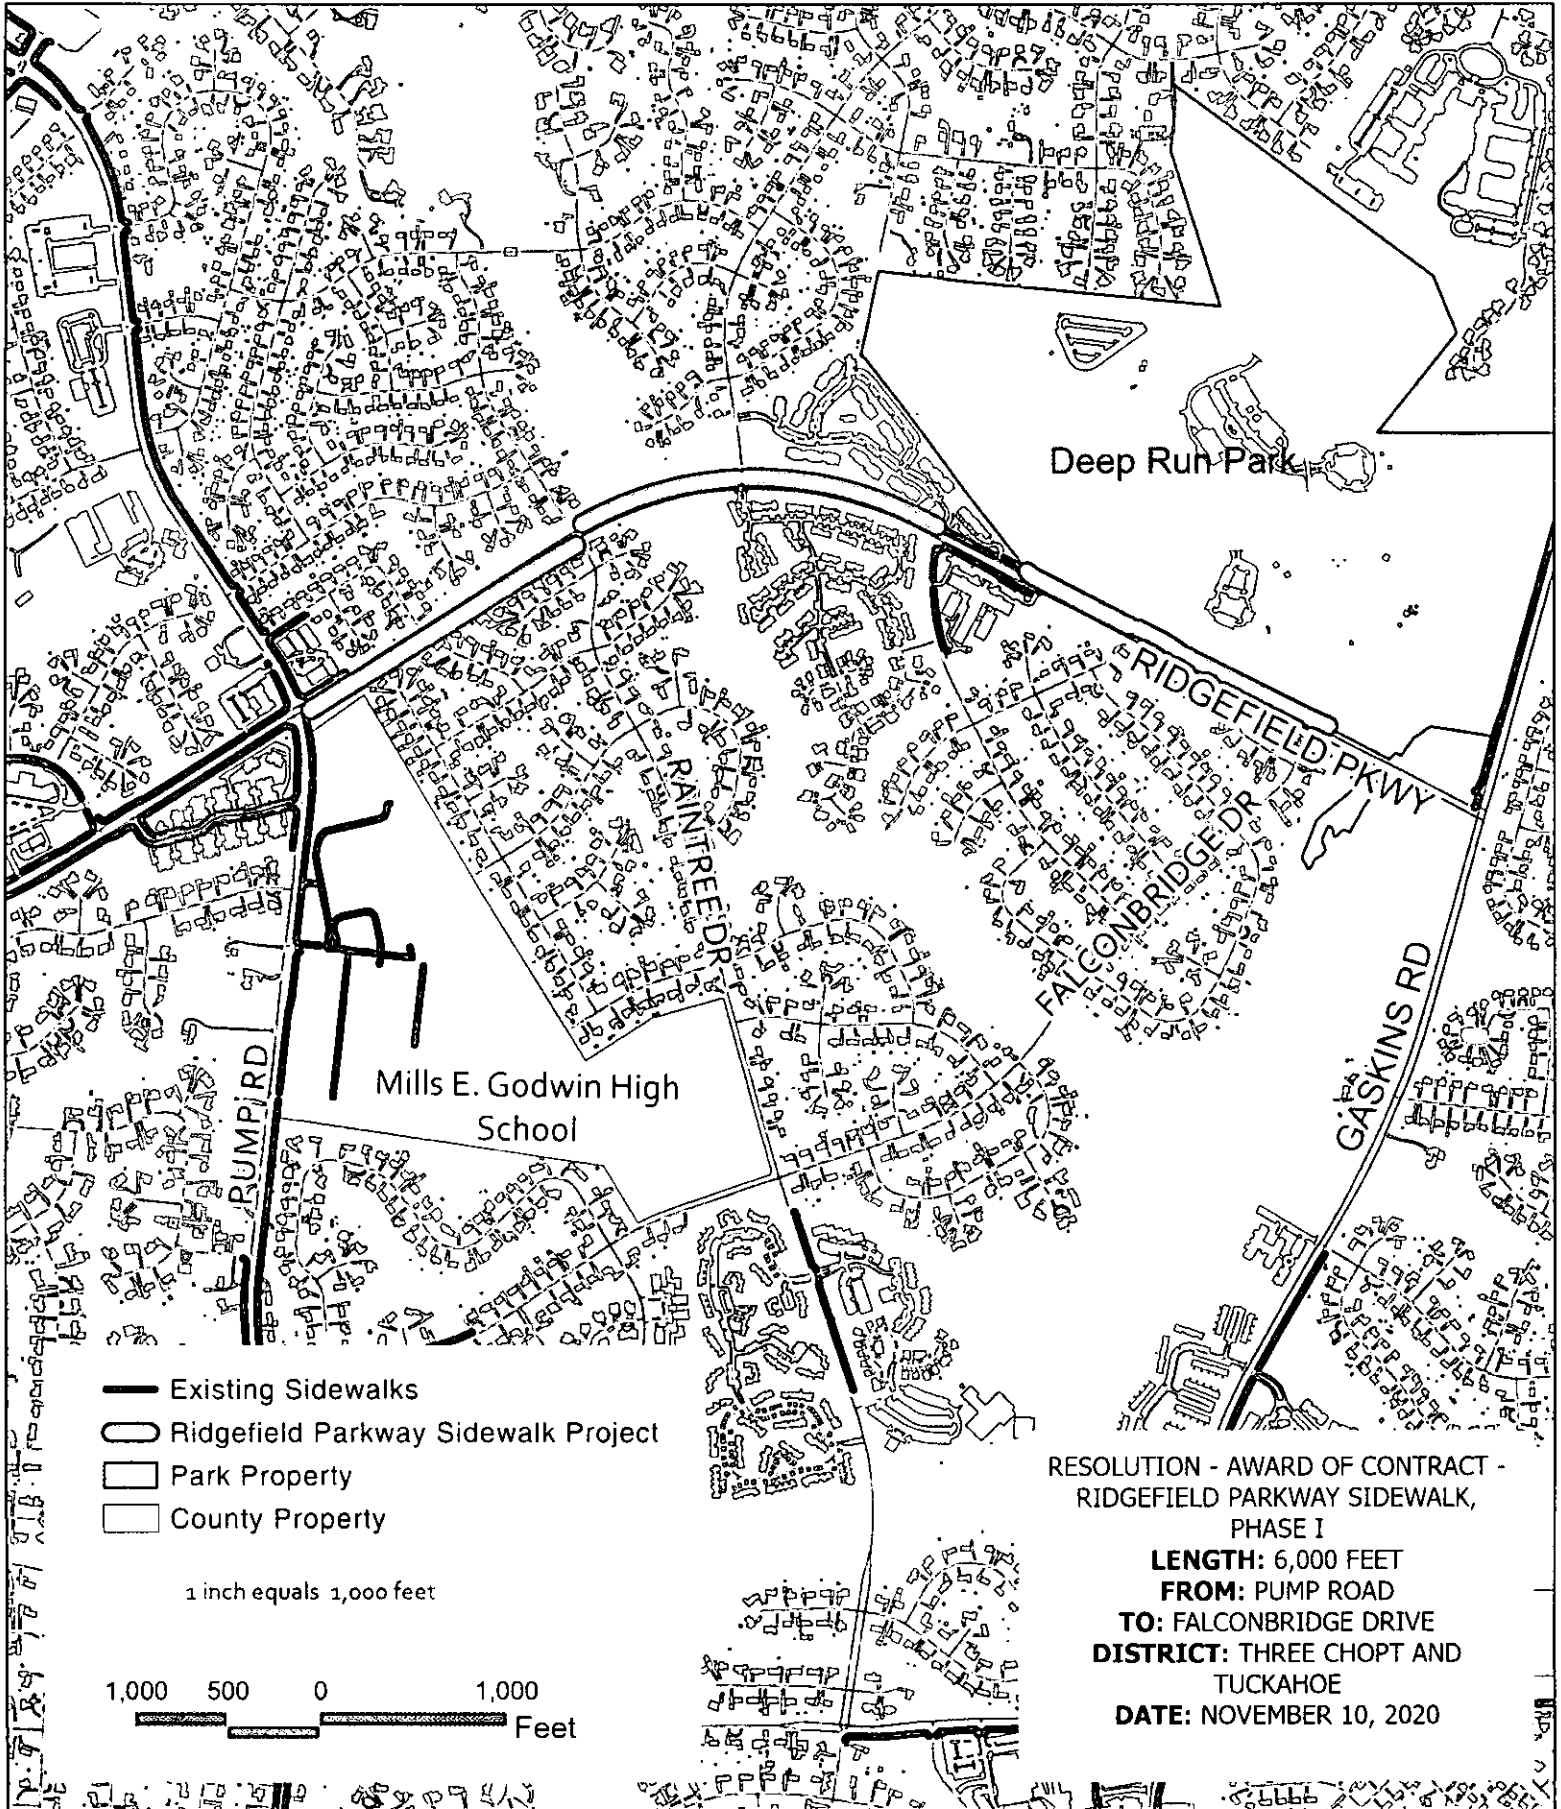 Deep Run Park
RIDGEFIELD PKWY
RAINTREE DR
FALCONBRIDGE DR
GASKINS RD
PUMP RD
Mills E. Godwin High
School
Existing Sidewalks
Ridgefield Parkway Sidewalk Project
Park Property
County Property
1 inch equals 1,000 feet
1,000 500 0 1,000
Feet
RESOLUTION - AWARD OF CONTRACT -
RIDGEFIELD PARKWAY SIDEWALK,
PHASE I
LENGTH: 6,000 FEET
FROM: PUMP ROAD
TO: FALCONBRIDGE DRIVE
DISTRICT: THREE CHOPT AND
TUCKAHOE
DATE: NOVEMBER 10, 2020